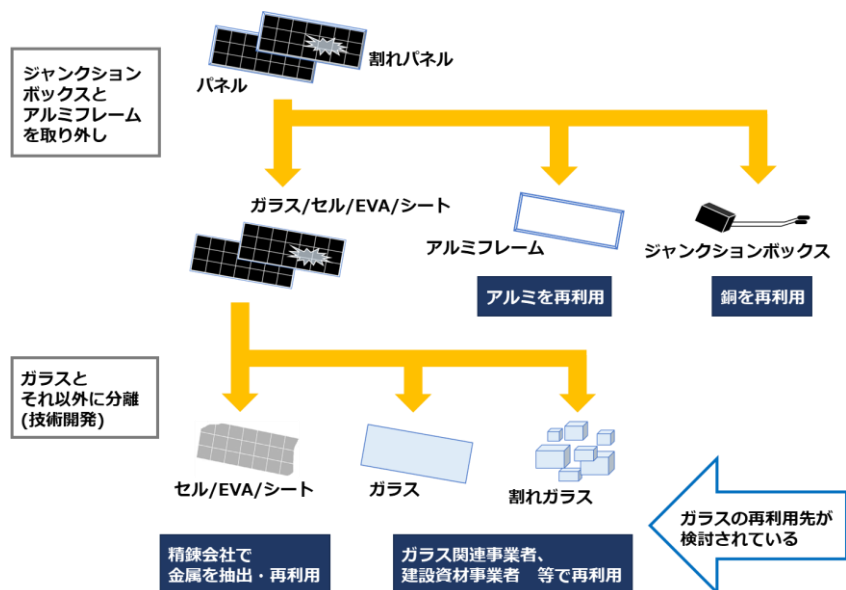 ジャンクション
ボックスと
アルミフレーム
を取り外し
パネル
割れパネル
ガラス/セル/EVA/シート
アルミフレーム
ジャンクションボックス
アルミを再利用
銅を再利用
ガラスと
それ以外に分離
(技術開発)
セル/EVA/シート
ガラス
割れガラス
精錬会社で
金属を抽出・再利用
ガラス関連事業者、
建設資材事業者　等で再利用
ガラスの再利用先が
検討されている